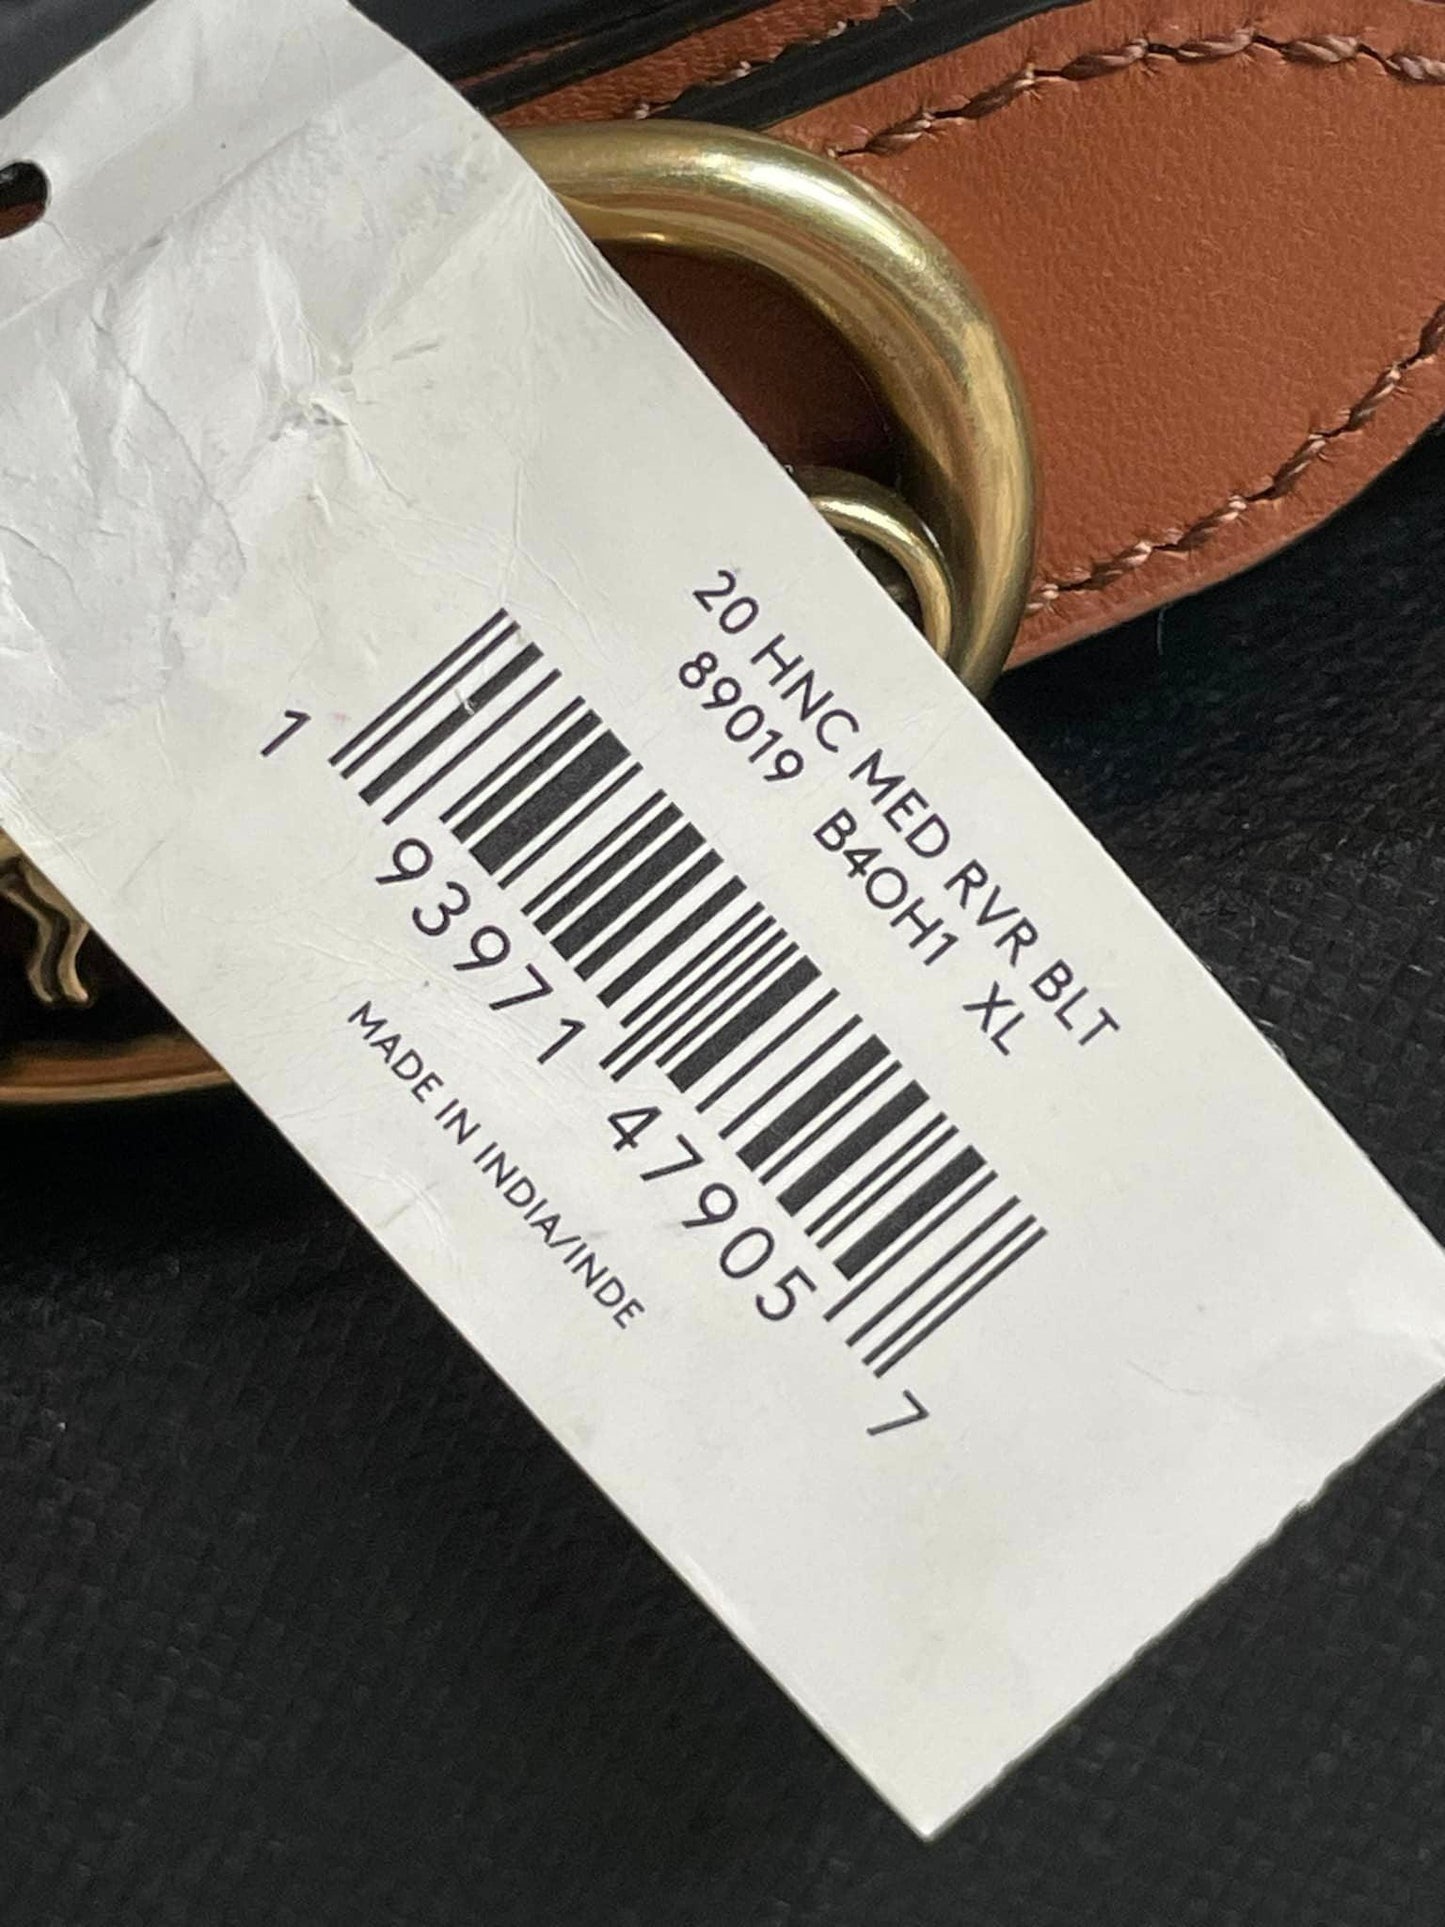 20 HNC MED RVR BLT
89019 B4OH1 XL
1 93971 47905 7
MADE IN INDIA/INDE